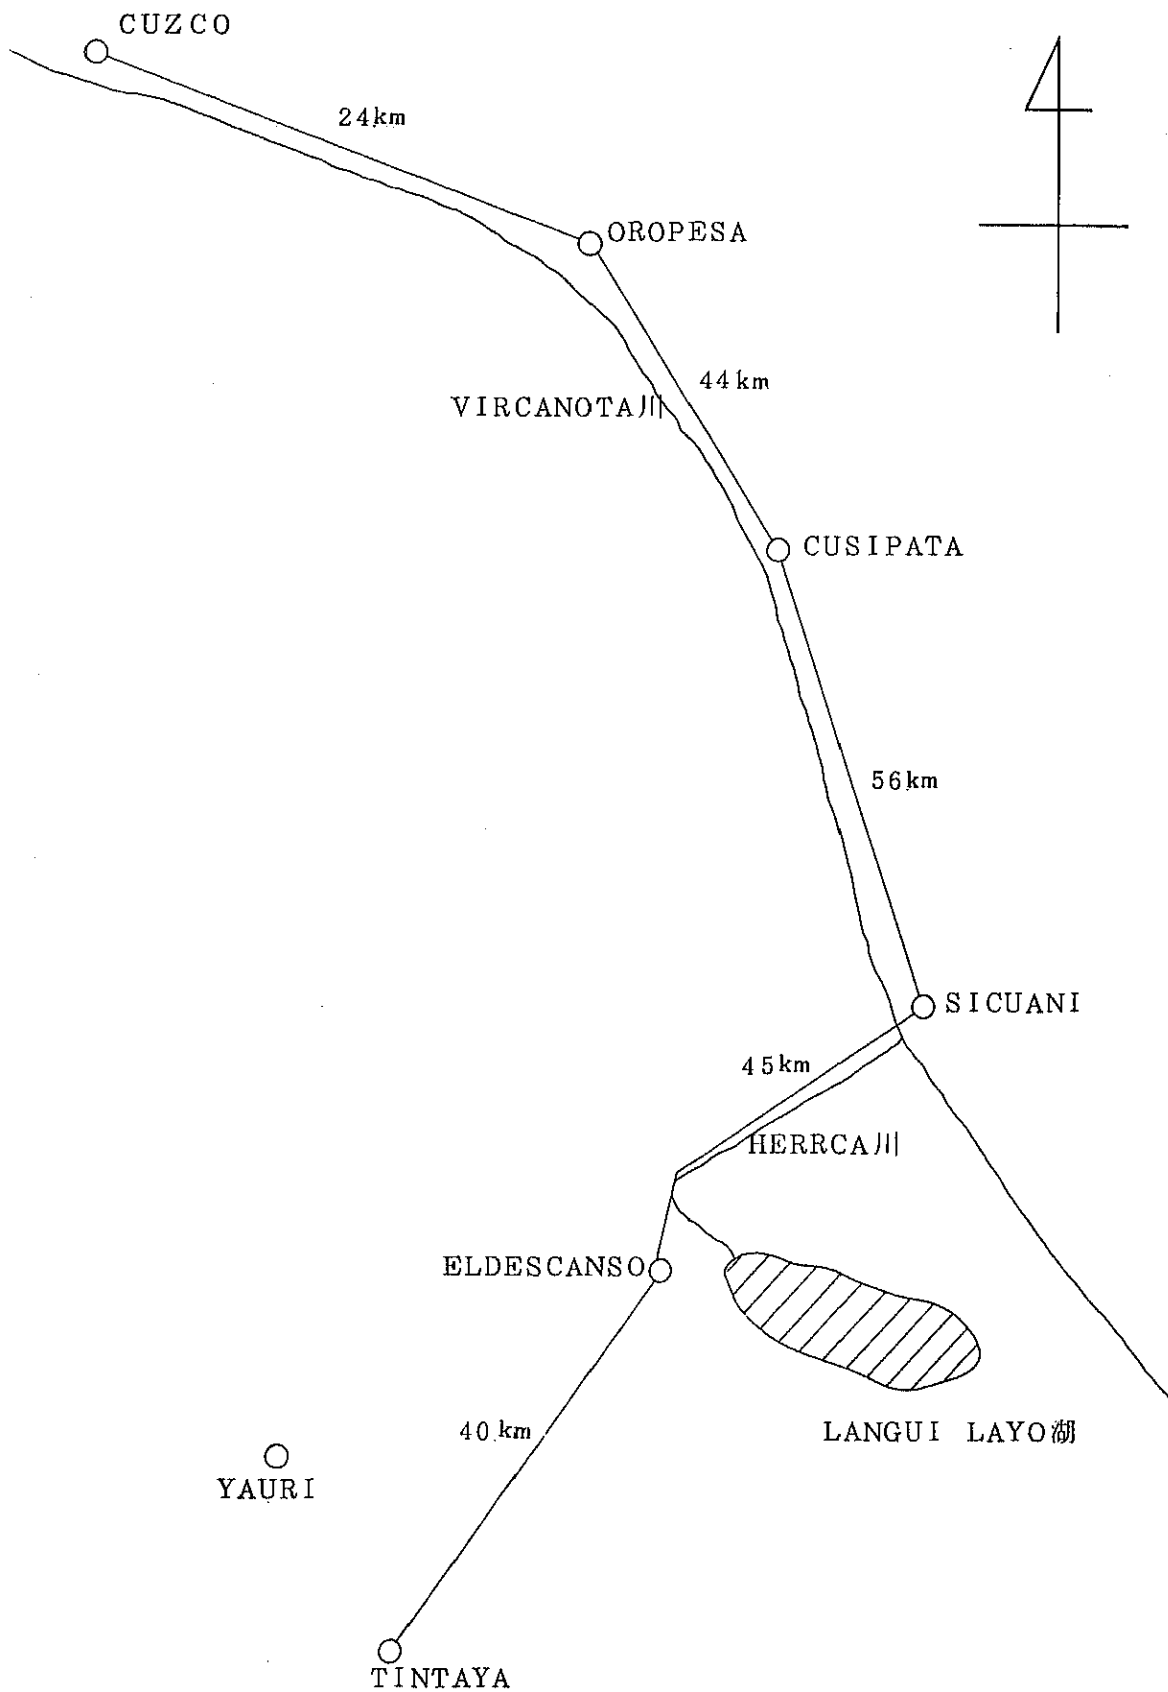 CUZCO
24km
OROPESA
44km
VIRCANOTA川
CUSIPATA
56km
SICUANI
45km
HERRCA川
ELDESCANSO
LANGUI LAYO湖
40km
YAURI
TINTAYA